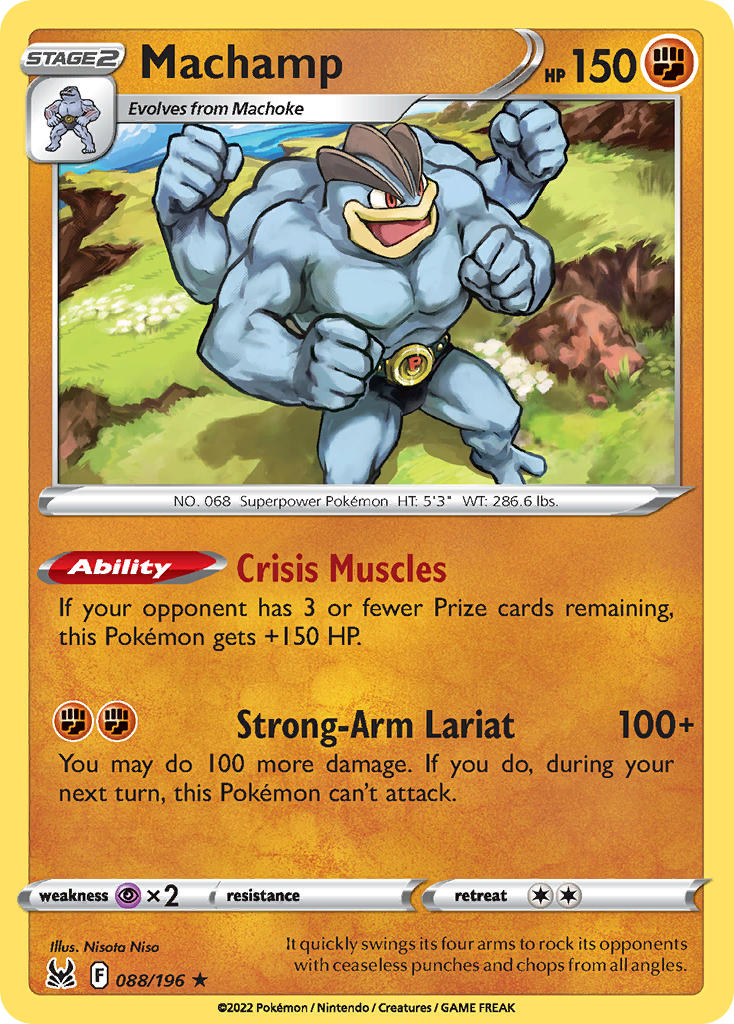 STAGE2
Machamp
HP 150
Evolves from Machoke
P
NO. 068 Superpower Pokémon HT: 5'3" WT: 286.6 lbs.
Ability Crisis Muscles
If your opponent has 3 or fewer Prize cards remaining,
this Pokémon gets +150 HP.
Strong-Arm Lariat 100+
You may do 100 more damage. If you do, during your
next turn, this Pokémon can't attack.
weakness ×2 resistance retreat
Illus. Nisota Niso
It quickly swings its four arms to rock its opponents
with ceaseless punches and chops from all angles.
F 088/196 ★
©2022 Pokémon / Nintendo / Creatures / GAME FREAK